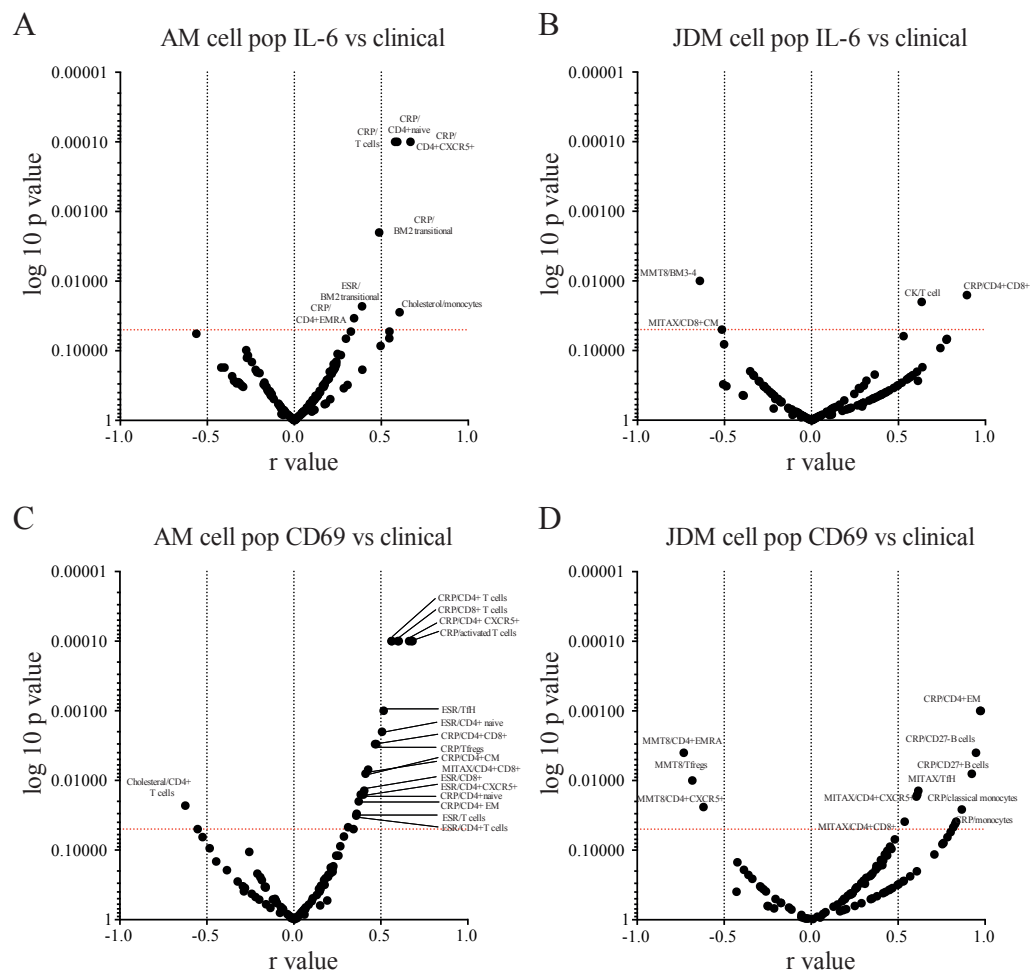 A
AM cell pop IL-6 vs clinical
0.00001
0.00010
0.00100
0.01000
0.10000
1
log 10 p value
-1.0
-0.5
0.0
0.5
1.0
r value
CRP/
T cells
CRP/
CD4+naive
CRP/
CD4+CXCR5+
CRP/
BM2 transitional
ESR/
BM2 transitional
CRP/
CD4+EMRA
Cholesterol/monocytes
B
JDM cell pop IL-6 vs clinical
0.00001
0.00010
0.00100
0.01000
0.10000
1
log 10 p value
-1.0
-0.5
0.0
0.5
1.0
r value
MMT8/BM3-4
MITAX/CD8+CM
CK/T cell
CRP/CD4+CD8+
C
AM cell pop CD69 vs clinical
0.00001
0.00010
0.00100
0.01000
0.10000
1
log 10 p value
-1.0
-0.5
0.0
0.5
1.0
r value
CRP/CD4+ T cells
CRP/CD8+ T cells
CRP/CD4+ CXCR5+
CRP/activated T cells
ESR/TfH
ESR/CD4+ naive
CRP/CD4+CD8+
CRP/Tfregs
CRP/CD4+CM
MITAX/CD4+CD8+
ESR/CD8+
ESR/CD4+CXCR5+
CRP/CD4+naive
CRP/CD4+ EM
ESR/T cells
ESR/CD4+T cells
Cholesteral/CD4+
T cells
D
JDM cell pop CD69 vs clinical
0.00001
0.00010
0.00100
0.01000
0.10000
1
log 10 p value
-1.0
-0.5
0.0
0.5
1.0
r value
MMT8/CD4+EMRA
MMT8/Tfregs
MMT8/CD4+CXCR5+
CRP/CD4+EM
CRP/CD27-B cells
CRP/CD27+B cells
MITAX/TfH
MITAX/CD4+CXCR5+
CRP/classical monocytes
CRP/monocytes
MITAX/CD4+CD8+